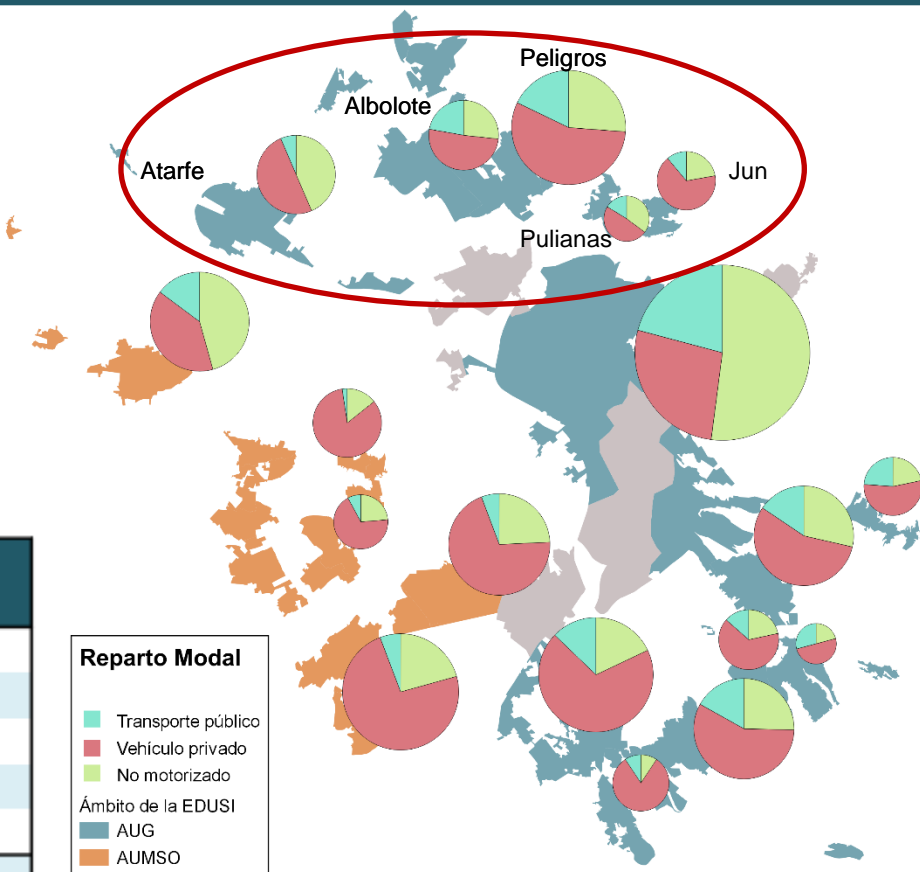 Peligros
Albolote
Atarfe
Jun
Pulianas
Reparto Modal
Transporte público
Vehículo privado
No motorizado
Ámbito de la EDUSI
AUG
AUMSO